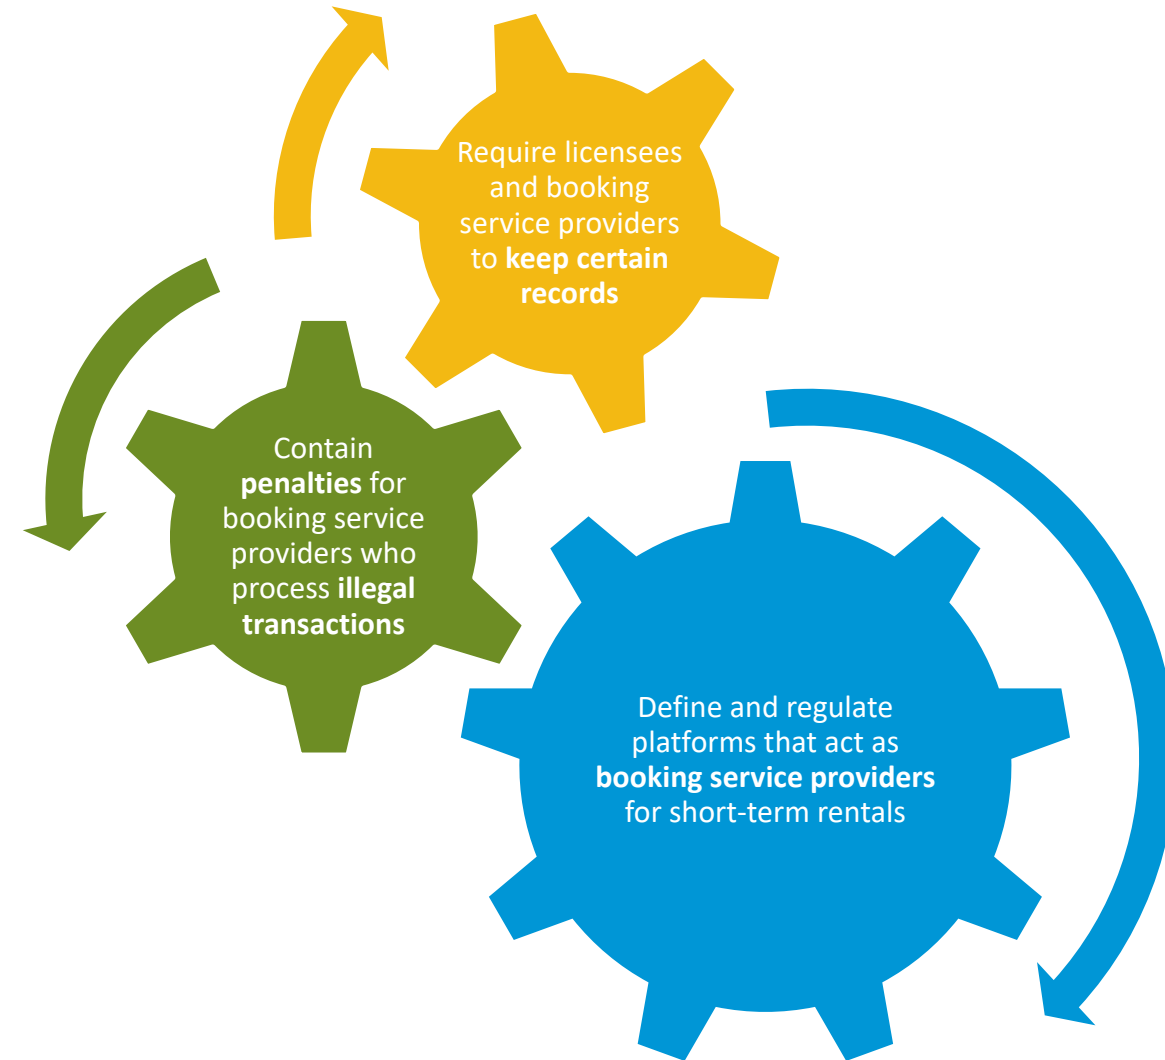 Require licensees
and booking
service providers
to keep certain
records
Contain
penalties for
booking service
providers who
process illegal
transactions
Define and regulate
platforms that act as
booking service providers
for short-term rentals